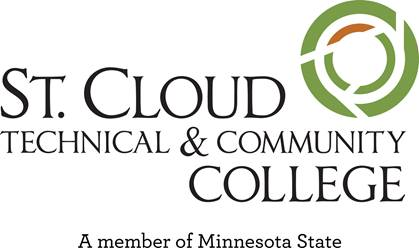 ST. CLOUD
TECHNICAL & COMMUNITY
COLLEGE
A member of Minnesota State